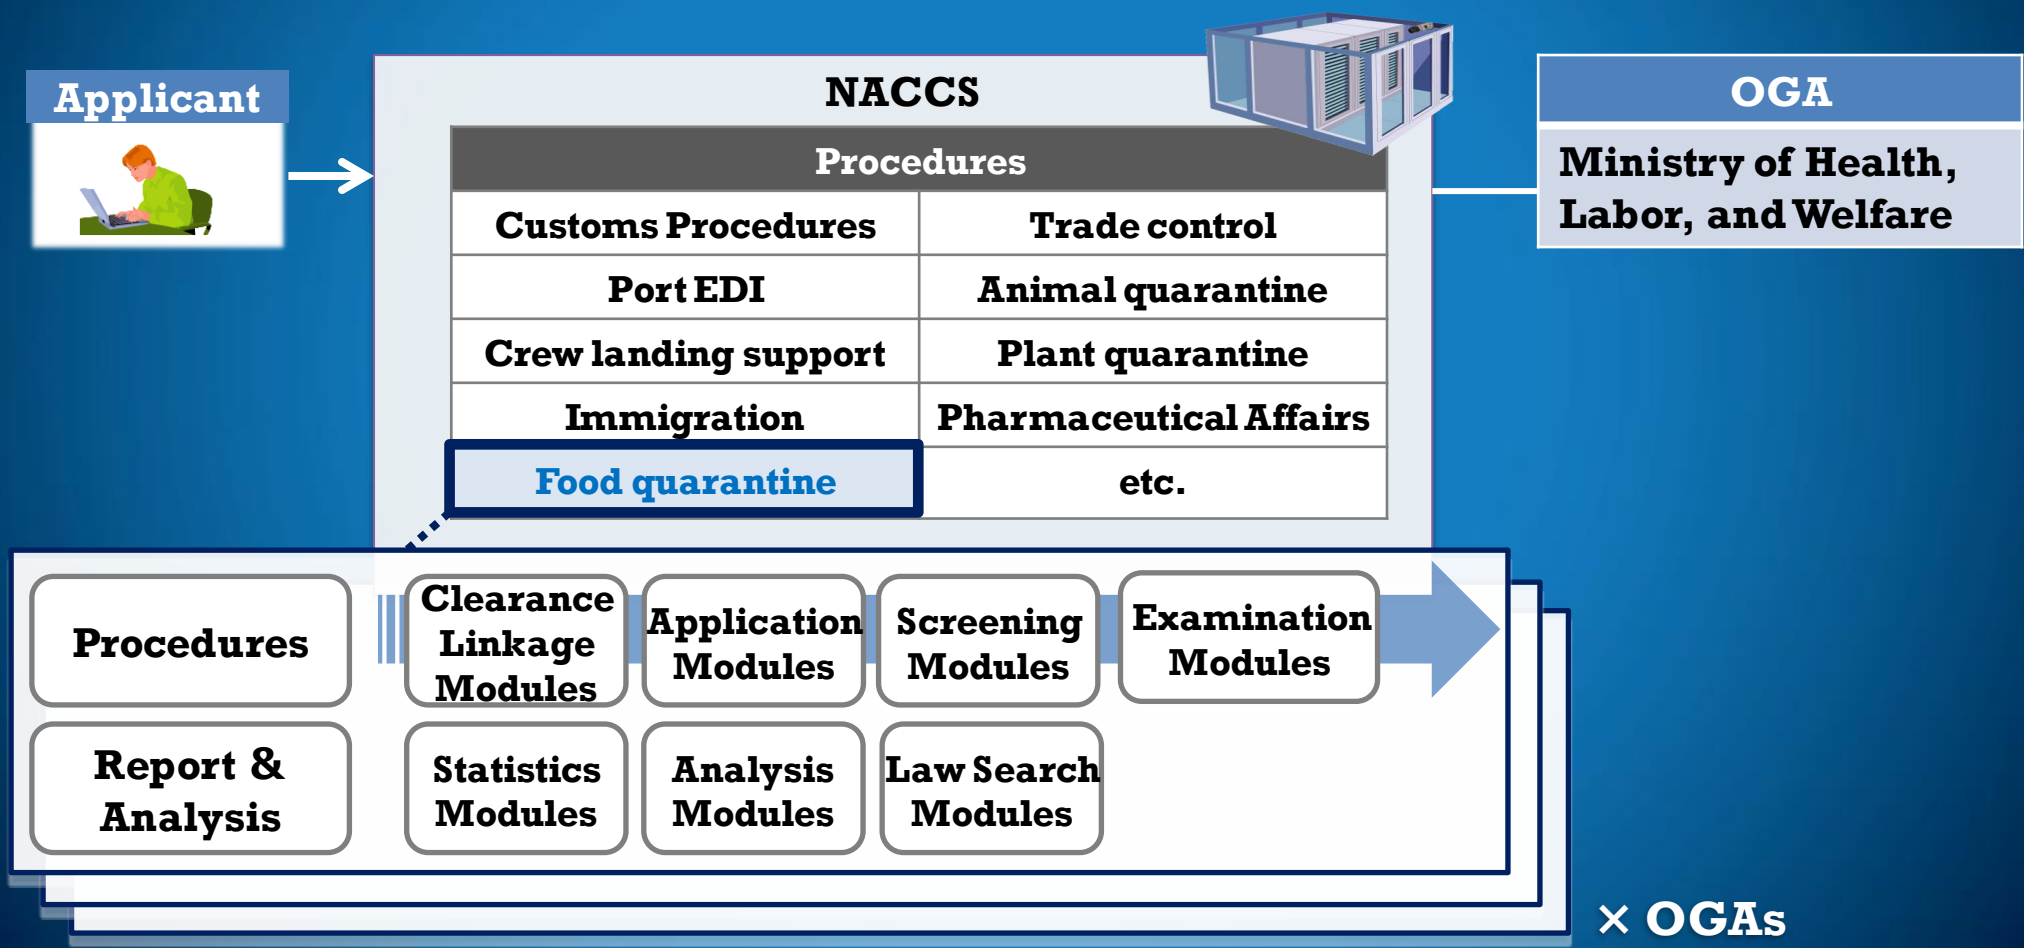 Applicant
NACCS
Procedures
Customs Procedures
Trade control
Port EDI
Animal quarantine
Crew landing support
Plant quarantine
Immigration
Pharmaceutical Affairs
Food quarantine
etc.
OGA
Ministry of Health,
Labor, and Welfare
Procedures
Clearance
Linkage
Modules
Application
Modules
Screening
Modules
Examination
Modules
Report &
Analysis
Statistics
Modules
Analysis
Modules
Law Search
Modules
× OGAs